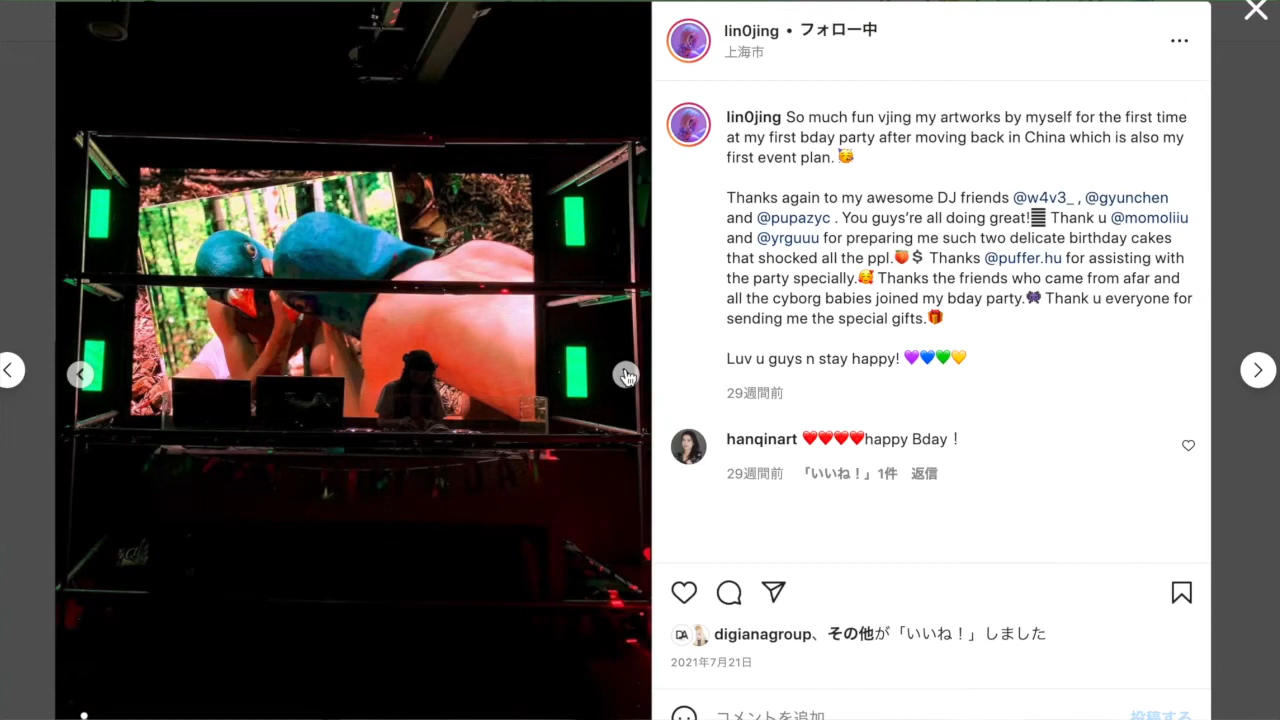 lin0jing • フォロー中
上海市
lin0jing So much fun vjing my artworks by myself for the first time
at my first bday party after moving back in China which is also my
first event plan. 🥳
Thanks again to my awesome DJ friends @w4v3_ , @gyunchen
and @pupazyc . You guys’re all doing great!𝄛 Thank u @momoliiu
and @yrguuu for preparing me such two delicate birthday cakes
that shocked all the ppl.🍑💲 Thanks @puffer.hu for assisting with
the party specially.🥰 Thanks the friends who came from afar and
all the cyborg babies joined my bday party.👾 Thank u everyone for
sending me the special gifts.🎁
Luv u guys n stay happy! 💜💙💚💛
29週間前
hanqinart ❤️❤️❤️❤️happy Bday！
29週間前 「いいね！」1件 返信
DA digianagroup、その他が「いいね！」しました
2021年7月21日
コメントを追加
投稿する